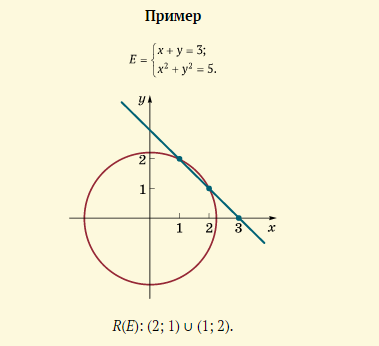 Пример
E = { x + y = 3;
x² + y² = 5.
y
2
1
1 2 3 x
R(E): (2; 1) ∪ (1; 2).